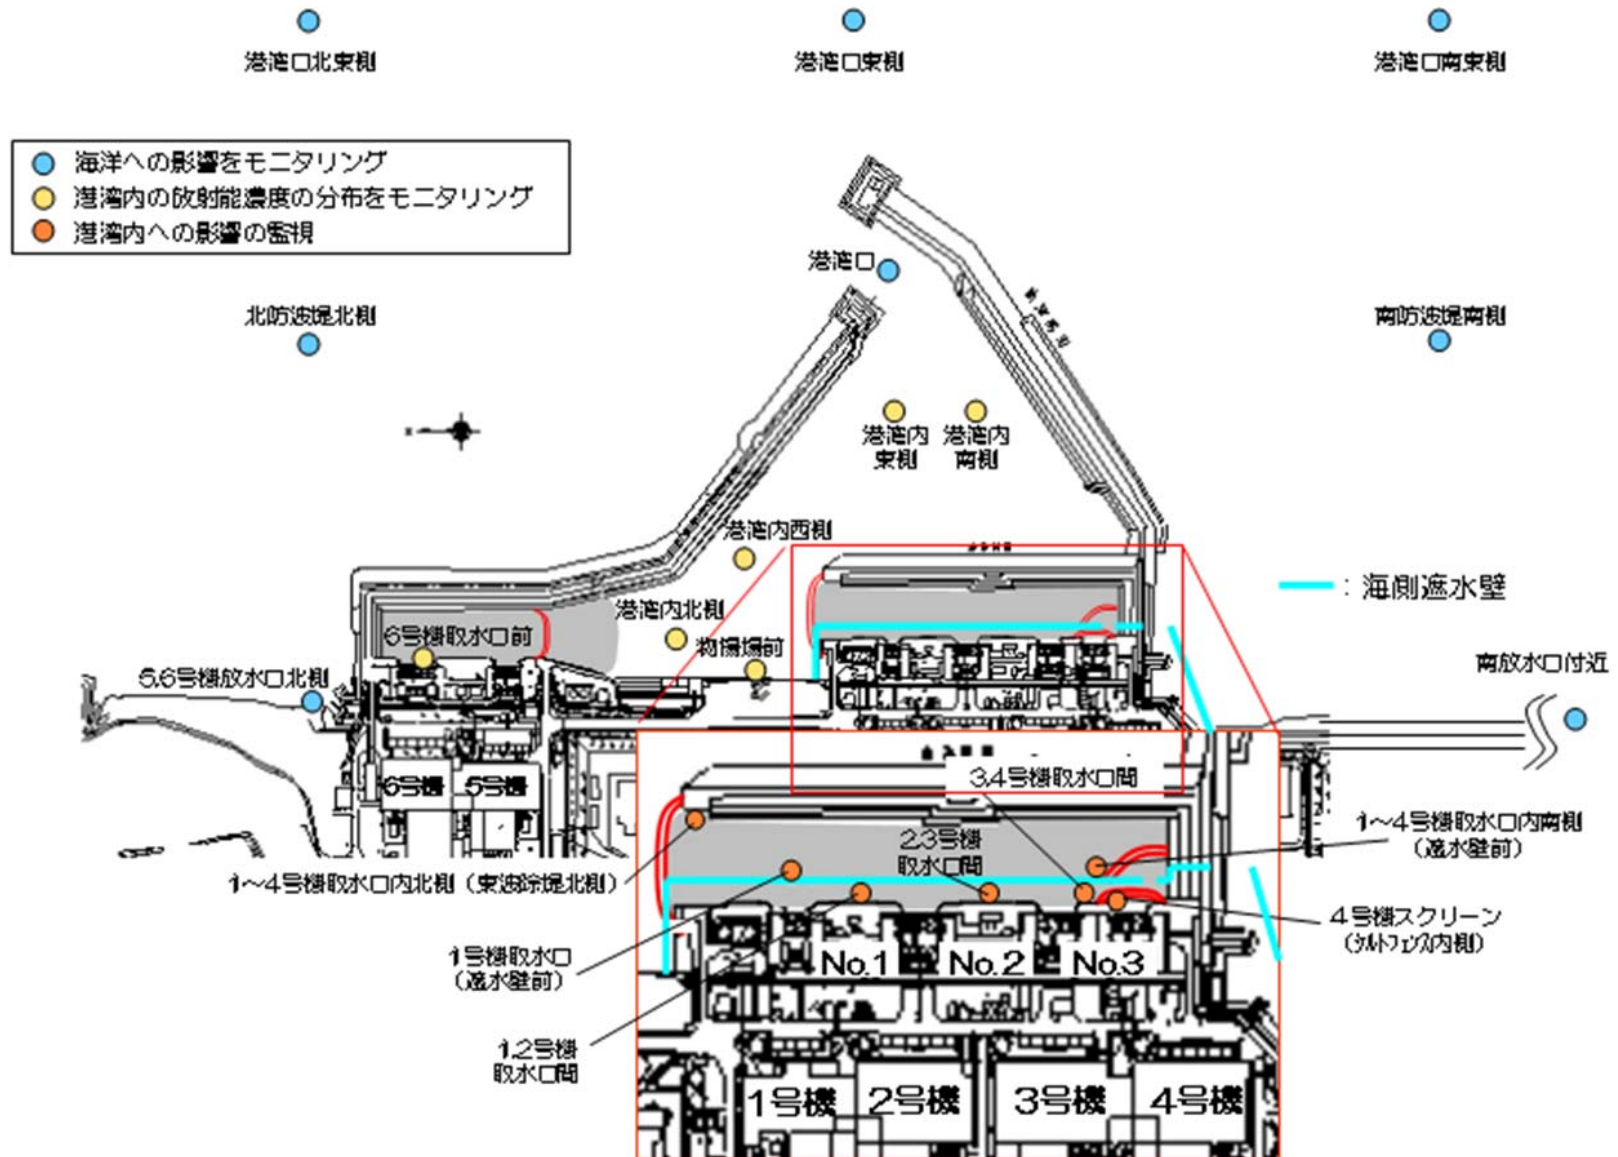 港湾口北東側
港湾口東側
港湾口南東側
海洋への影響をモニタリング
港湾内の放射能濃度の分布をモニタリング
港湾内への影響の監視
港湾口
北防波堤北側
南防波堤南側
港湾内
東側
港湾内
南側
港湾内西側
: 海側遮水壁
港湾内北側
6号機取水口前
物揚場前
南放水口付近
5,6号機放水口北側
6号機
5号機
3,4号機取水口間
1～4号機取水口内南側
(遮水壁前)
2,3号機
取水口間
1～4号機取水口内北側 (東波除堤北側)
4号機スクリーン
(シルトフェンス内側)
1号機取水口
(遮水壁前)
No.1
No.2
No.3
1,2号機
取水口間
1号機
2号機
3号機
4号機